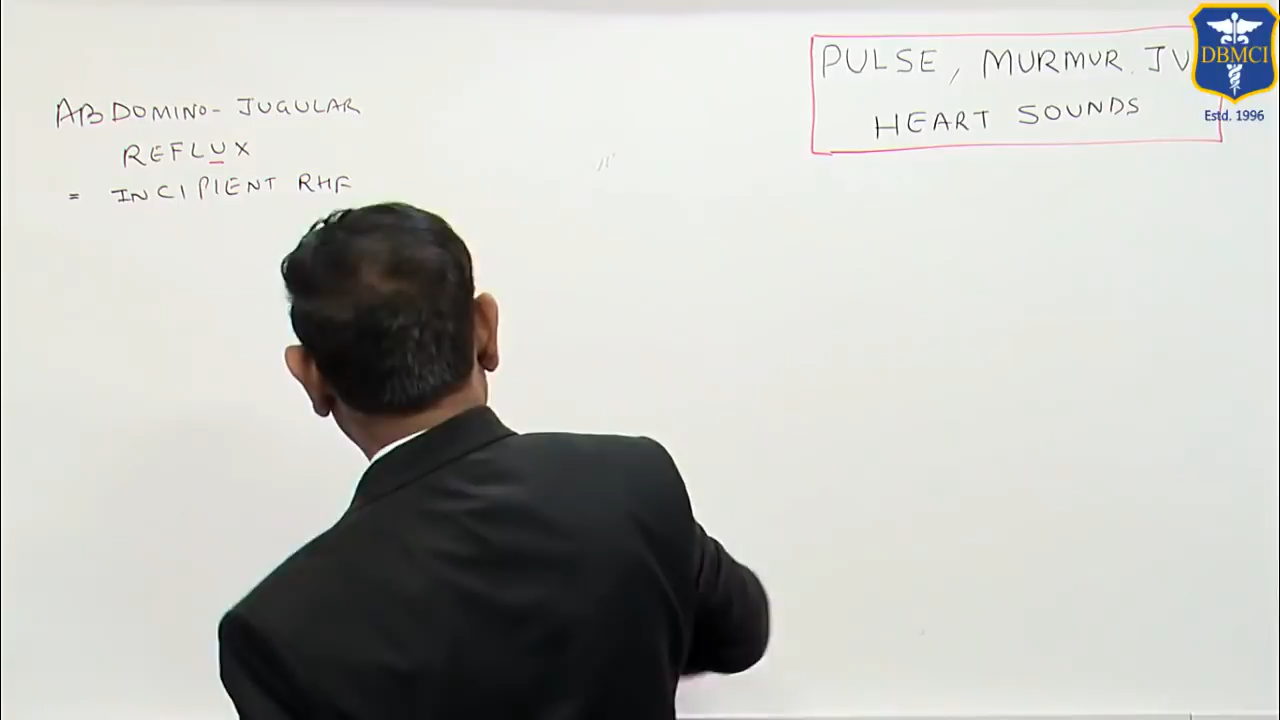 PULSE, MURMUR, JV
HEART SOUNDS
DBMCI
Estd. 1996
ABDOMINO-JUGULAR
REFLUX
= INCIPIENT RHF